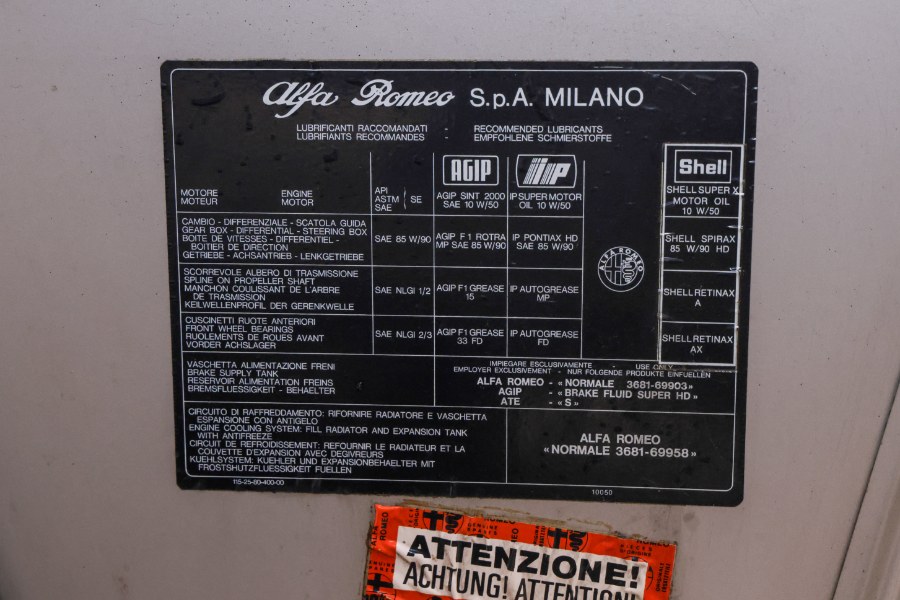 Alfa Romeo S.p.A. MILANO
LUBRIFICANTI RACCOMANDATI - RECOMMENDED LUBRICANTS
LUBRIFIANTS RECOMMANDES - EMPFOHLENE SCHMIERSTOFFE
MOTORE ENGINE
MOTEUR MOTOR
API
ASTM SE
SAE
AGIP
AGIP SINT 2000
SAE 10 W/50
IP
IP SUPER MOTOR
OIL 10 W/50
Shell
SHELL SUPER X
MOTOR OIL
10 W/50
CAMBIO - DIFFERENZIALE - SCATOLA GUIDA
GEAR BOX - DIFFERENTIAL - STEERING BOX
BOITE DE VITESSES - DIFFERENTIEL -
BOITIER DE DIRECTION
GETRIEBE - ACHSANTRIEB - LENKGETRIEBE
SAE 85 W/90
AGIP F 1 ROTRA
MP SAE 85 W/90
IP PONTIAX HD
SAE 85 W/90
SHELL SPIRAX
85 W/90 HD
SCORREVOLE ALBERO DI TRASMISSIONE
SPLINE ON PROPELLER SHAFT
MANCHON COULISSANT DE L'ARBRE
DE TRASMISSION
KEILWELLENPROFIL DER GERENKWELLE
SAE NLGI 1/2
AGIP F1 GREASE
15
IP AUTOGREASE
MP
ALFA ROMEO
SHELL RETINAX
A
CUSCINETTI RUOTE ANTERIORI
FRONT WHEEL BEARINGS
RUOLEMENTS DE ROUES AVANT
VORDER ACHSLAGER
SAE NLGI 2/3
AGIP F1 GREASE
33 FD
IP AUTOGREASE
FD
SHELL RETINAX
AX
VASCHETTA ALIMENTAZIONE FRENI
BRAKE SUPPLY TANK
RESERVOIR ALIMENTATION FREINS
BREMSFLUESSIGKEIT - BEHAELTER
IMPIEGARE ESCLUSIVAMENTE - USE ONLY
EMPLOYER EXCLUSIVEMENT - NUR FOLGENDE PRODUKTE EINFUELLEN
ALFA ROMEO - «NORMALE 3681-69903»
AGIP - «BRAKE FLUID SUPER HD»
ATE - «S»
CIRCUITO DI RAFFREDDAMENTO: RIFORNIRE RADIATORE E VASCHETTA
ESPANSIONE CON ANTIGELO
ENGINE COOLING SYSTEM: FILL RADIATOR AND EXPANSION TANK
WITH ANTIFREEZE
CIRCUIT DE REFROIDISSEMENT: REFOURNIR LE RADIATEUR ET LA
COUVETTE D'EXPANSION AVEC DEGIVREURS
KUEHLSYSTEM: KUEHLER UND EXPANSIONBEHAELTER MIT
FROSTSHUTZFLUESSIGKEIT FUELLEN
ALFA ROMEO
«NORMALE 3681-69958»
115-25-60-400-00
10050
ATTENZIONE!
ACHTUNG! ATTENTION!